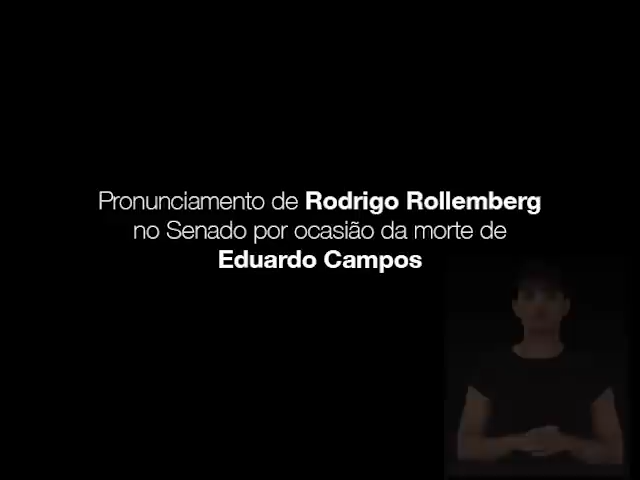 Pronunciamento de Rodrigo Rollemberg
no Senado por ocasião da morte de
Eduardo Campos